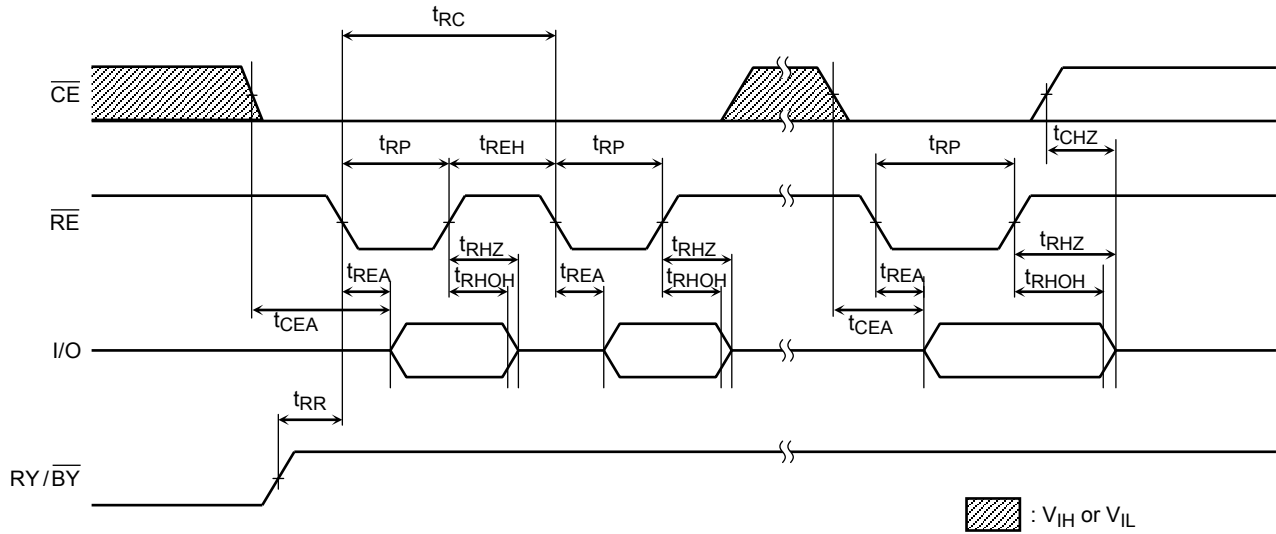 tRC
CE
tCHZ
tRP tREH tRP tRP
RE
tRHZ tRHZ tRHZ
tREA tRHOH tREA tRHOH tREA tRHOH
tCEA tCEA
I/O
tRR
RY/BY
: VIH or VIL